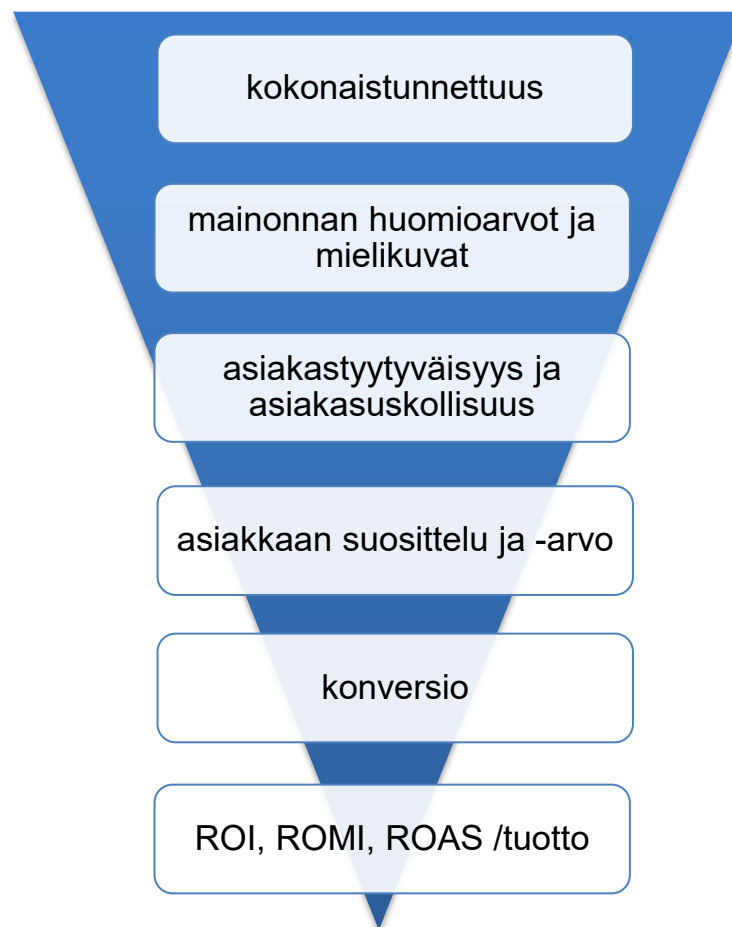 kokonaistunnettuus
mainonnan huomioarvot ja
mielikuvat
asiakastyytyväisyys ja
asiakasuskollisuus
asiakkaan suosittelu ja -arvo
konversio
ROI, ROMI, ROAS /tuotto